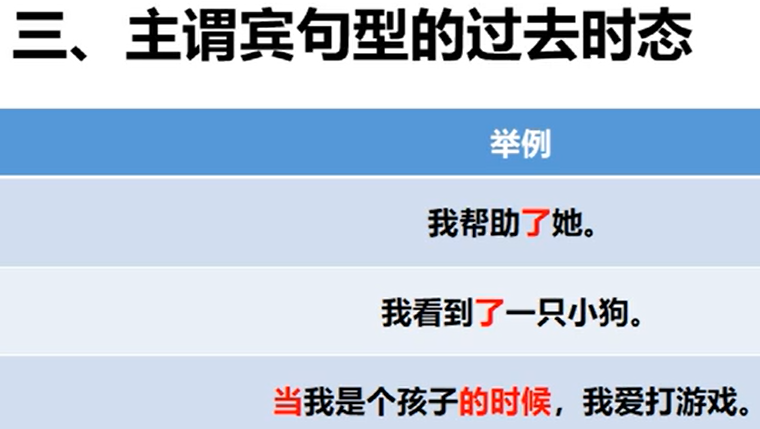 三、主谓宾句型的过去时态
举例
我帮助了她。
我看到了一只小狗。
当我是个孩子的时候，我爱打游戏。